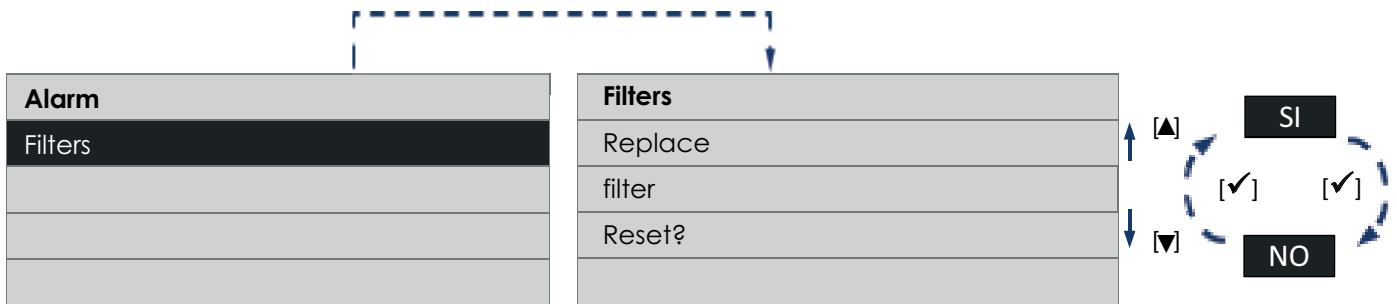 Alarm
Filters
Filters
Replace
filter
Reset?
[▲]
[▼]
SI
[✓] [✓]
NO